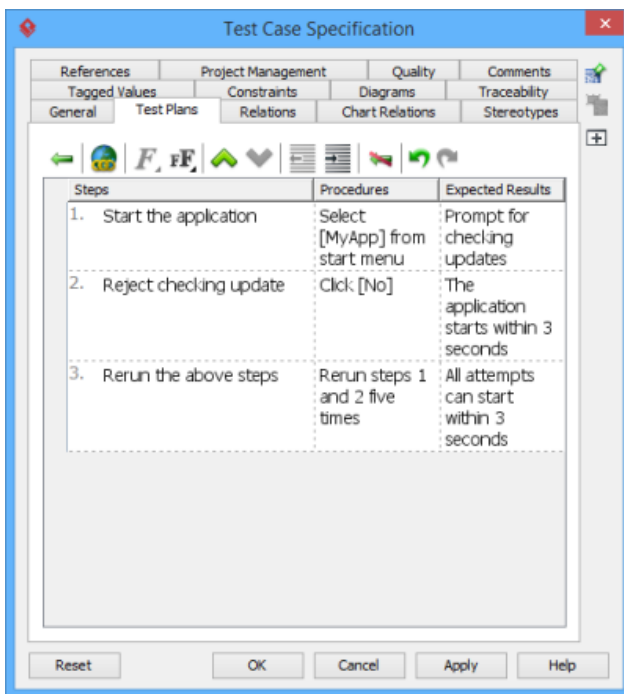 Test Case Specification
References Project Management Quality Comments
Tagged Values Constraints Diagrams Traceability
General Test Plans Relations Chart Relations Stereotypes
F FF
Steps Procedures Expected Results
1. Start the application
Select
[MyApp] from
start menu
Prompt for
checking
updates
2. Reject checking update
Click [No]
The
application
starts within 3
seconds
3. Rerun the above steps
Rerun steps 1
and 2 five
times
All attempts
can start
within 3
seconds
Reset OK Cancel Apply Help